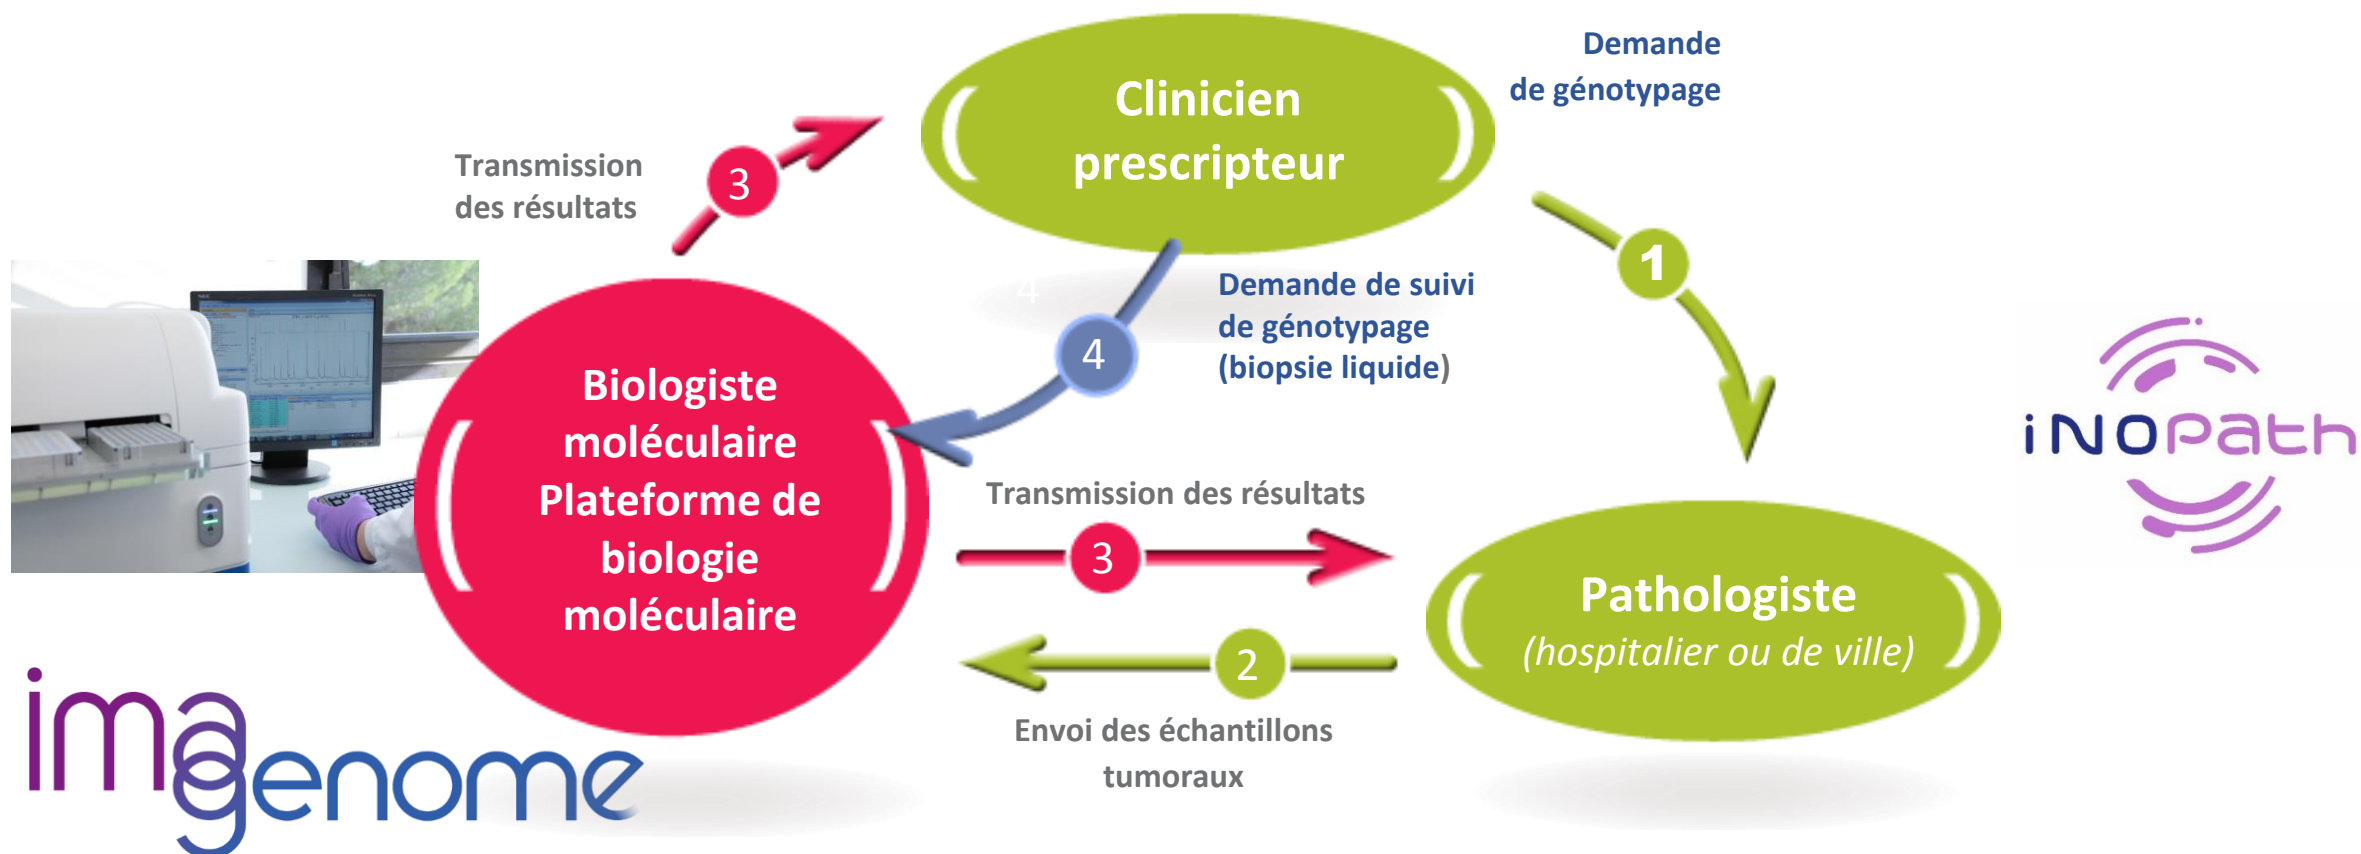 Demande
de génotypage
Clinicien
prescripteur
Transmission
des résultats
3
1
4
Demande de suivi
de génotypage
(biopsie liquide)
4
Biologiste
moléculaire
Plateforme de
biologie
moléculaire
Transmission des résultats
3
iNOPath
Pathologiste
(hospitalier ou de ville)
2
Envoi des échantillons
tumoraux
imagenome